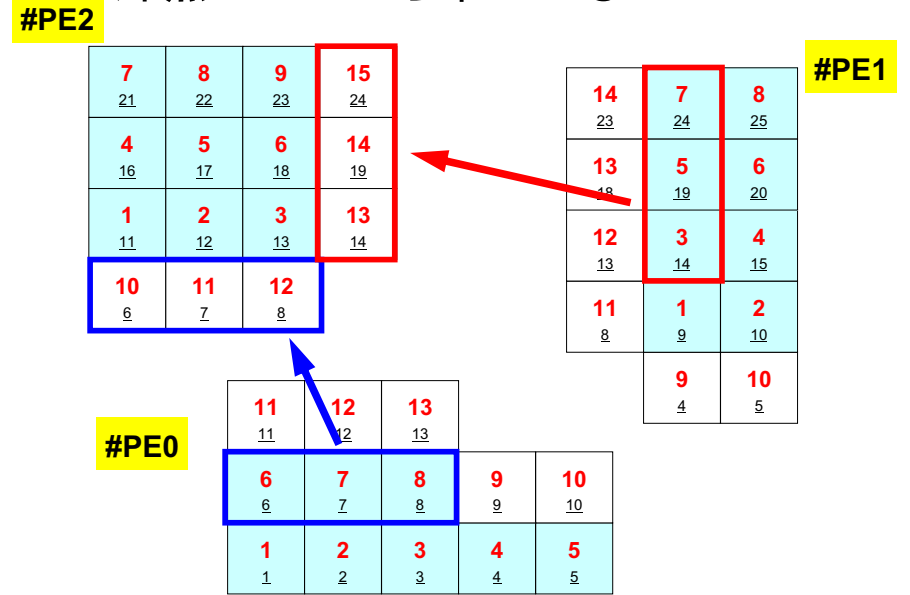 #PE2
7 8 9 15
21 22 23 24
4 5 6 14
16 17 18 19
1 2 3 13
11 12 13 14
10 11 12
6 7 8
#PE1
14 7 8
23 24 25
13 5 6
18 19 20
12 3 4
13 14 15
11 1 2
8 9 10
9 10
4 5
#PE0
11 12 13
11 12 13
6 7 8 9 10
6 7 8 9 10
1 2 3 4 5
1 2 3 4 5